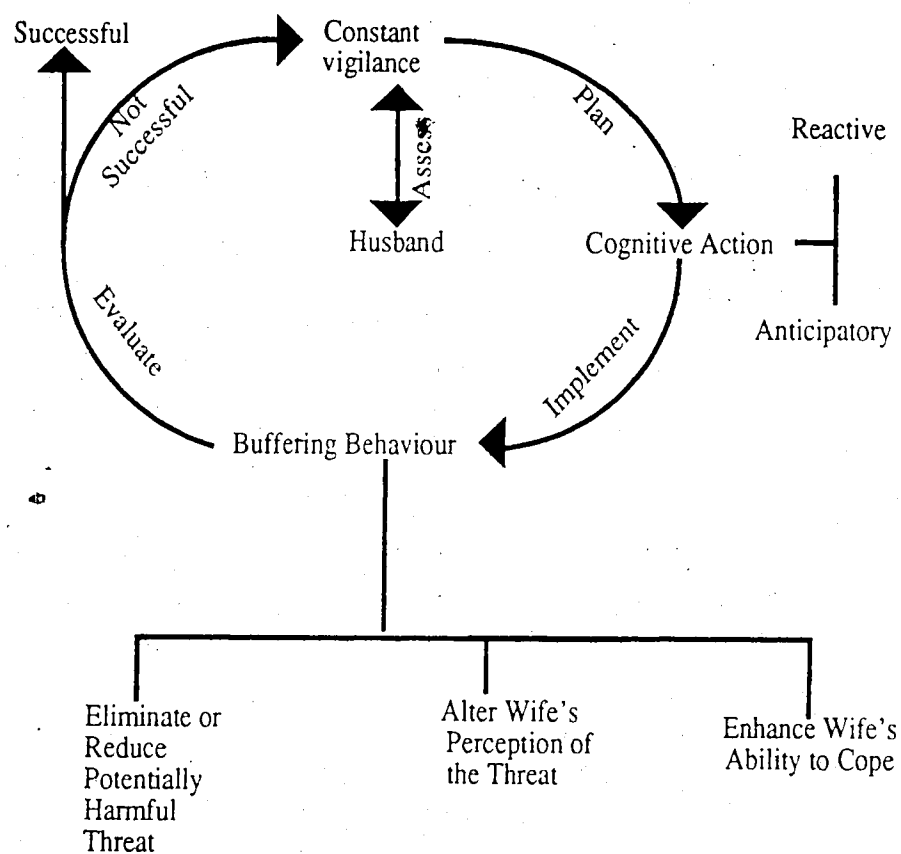 Successful
Not
Successful
Constant
vigilance
Plan
Assess
Husband
Reactive
Cognitive Action
Anticipatory
Evaluate
Implement
Buffering Behaviour
Eliminate or
Reduce
Potentially
Harmful
Threat
Alter Wife's
Perception of
the Threat
Enhance Wife's
Ability to Cope